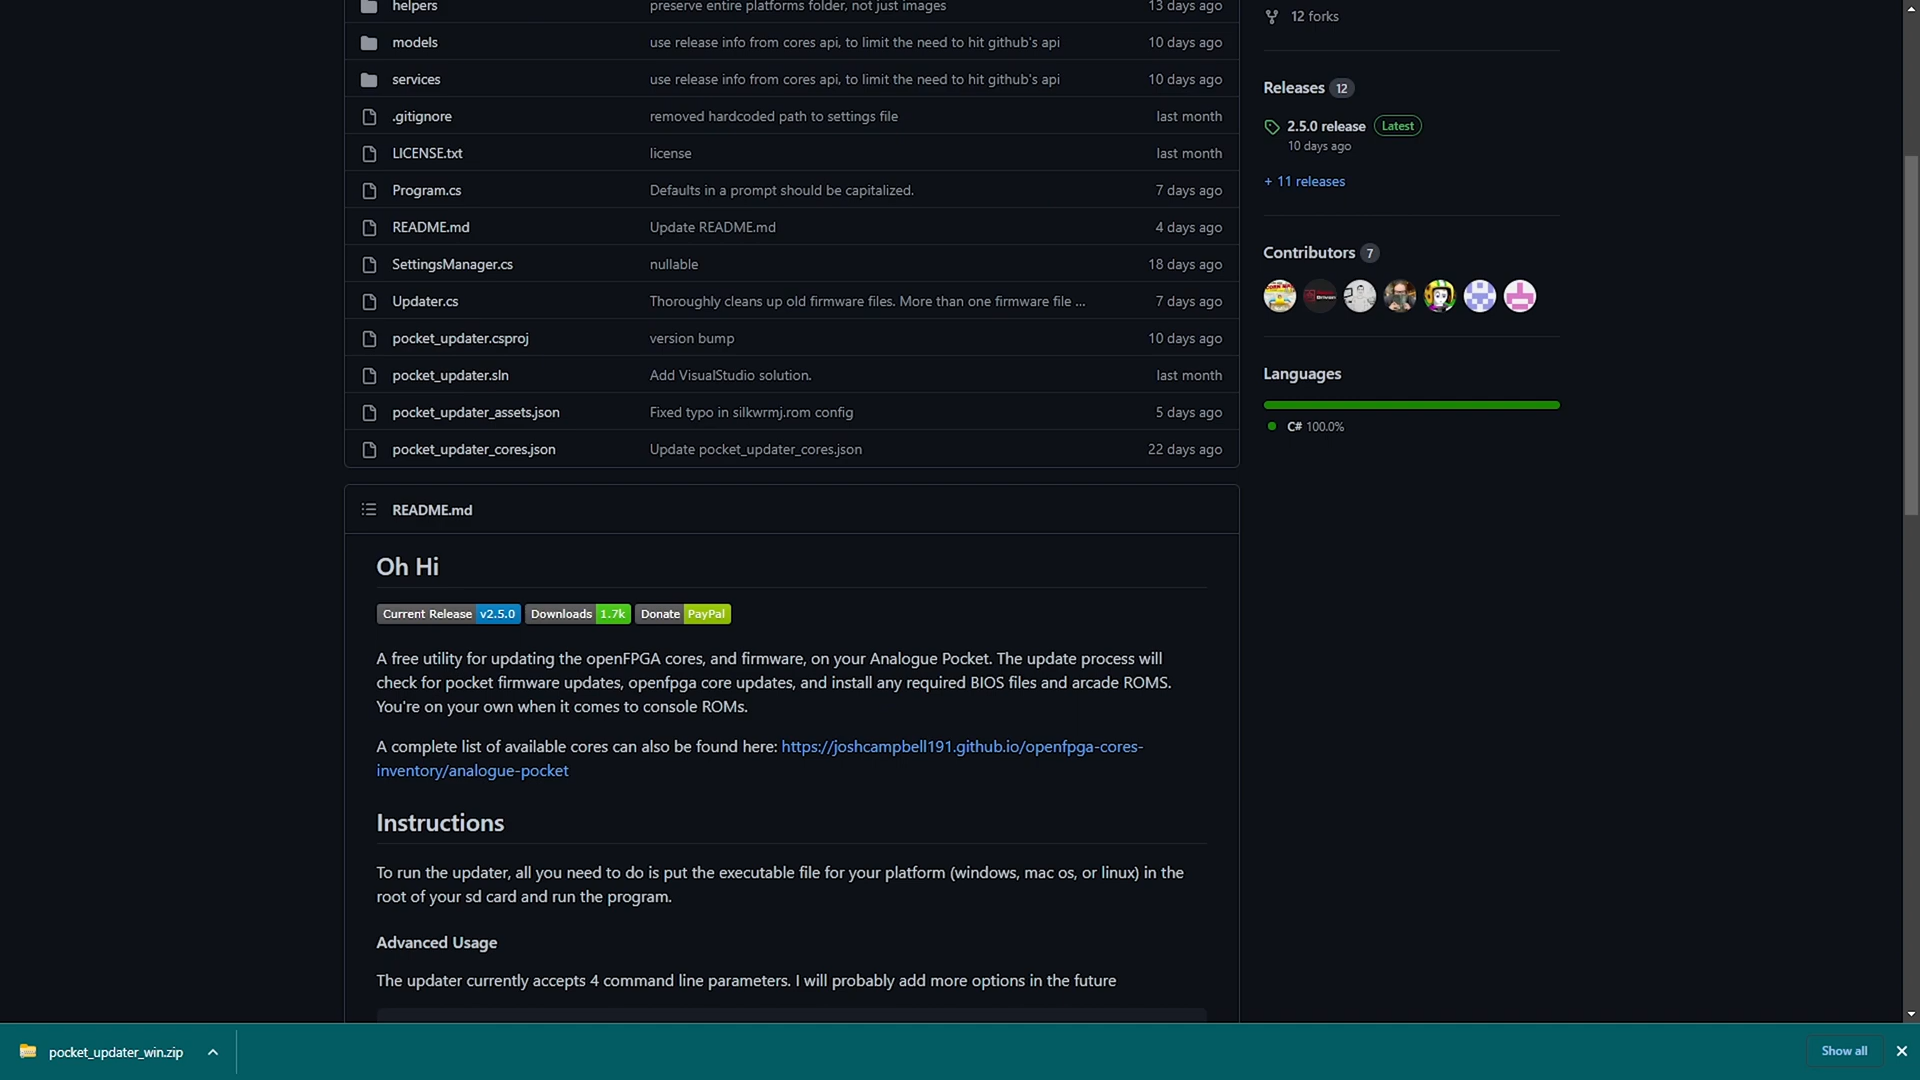 helpers preserve entire platforms folder, not just images 13 days ago
12 forks
models use release info from cores api, to limit the need to hit github's api 10 days ago
services use release info from cores api, to limit the need to hit github's api 10 days ago
Releases 12
.gitignore removed hardcoded path to settings file last month
2.5.0 release Latest
10 days ago
LICENSE.txt license last month
+ 11 releases
Program.cs Defaults in a prompt should be capitalized. 7 days ago
README.md Update README.md 4 days ago
Contributors 7
SettingsManager.cs nullable 18 days ago
Updater.cs Thoroughly cleans up old firmware files. More than one firmware file ... 7 days ago
pocket_updater.csproj version bump 10 days ago
pocket_updater.sln Add VisualStudio solution. last month
Languages
pocket_updater_assets.json Fixed typo in silkwrmj.rom config 5 days ago
C# 100.0%
pocket_updater_cores.json Update pocket_updater_cores.json 22 days ago
README.md
Oh Hi
Current Release v2.5.0 Downloads 1.7k Donate PayPal
A free utility for updating the openFPGA cores, and firmware, on your Analogue Pocket. The update process will
check for pocket firmware updates, openfpga core updates, and install any required BIOS files and arcade ROMS.
You're on your own when it comes to console ROMs.
A complete list of available cores can also be found here: https://joshcampbell191.github.io/openfpga-cores-
inventory/analogue-pocket
Instructions
To run the updater, all you need to do is put the executable file for your platform (windows, mac os, or linux) in the
root of your sd card and run the program.
Advanced Usage
The updater currently accepts 4 command line parameters. I will probably add more options in the future
pocket_updater_win.zip
Show all